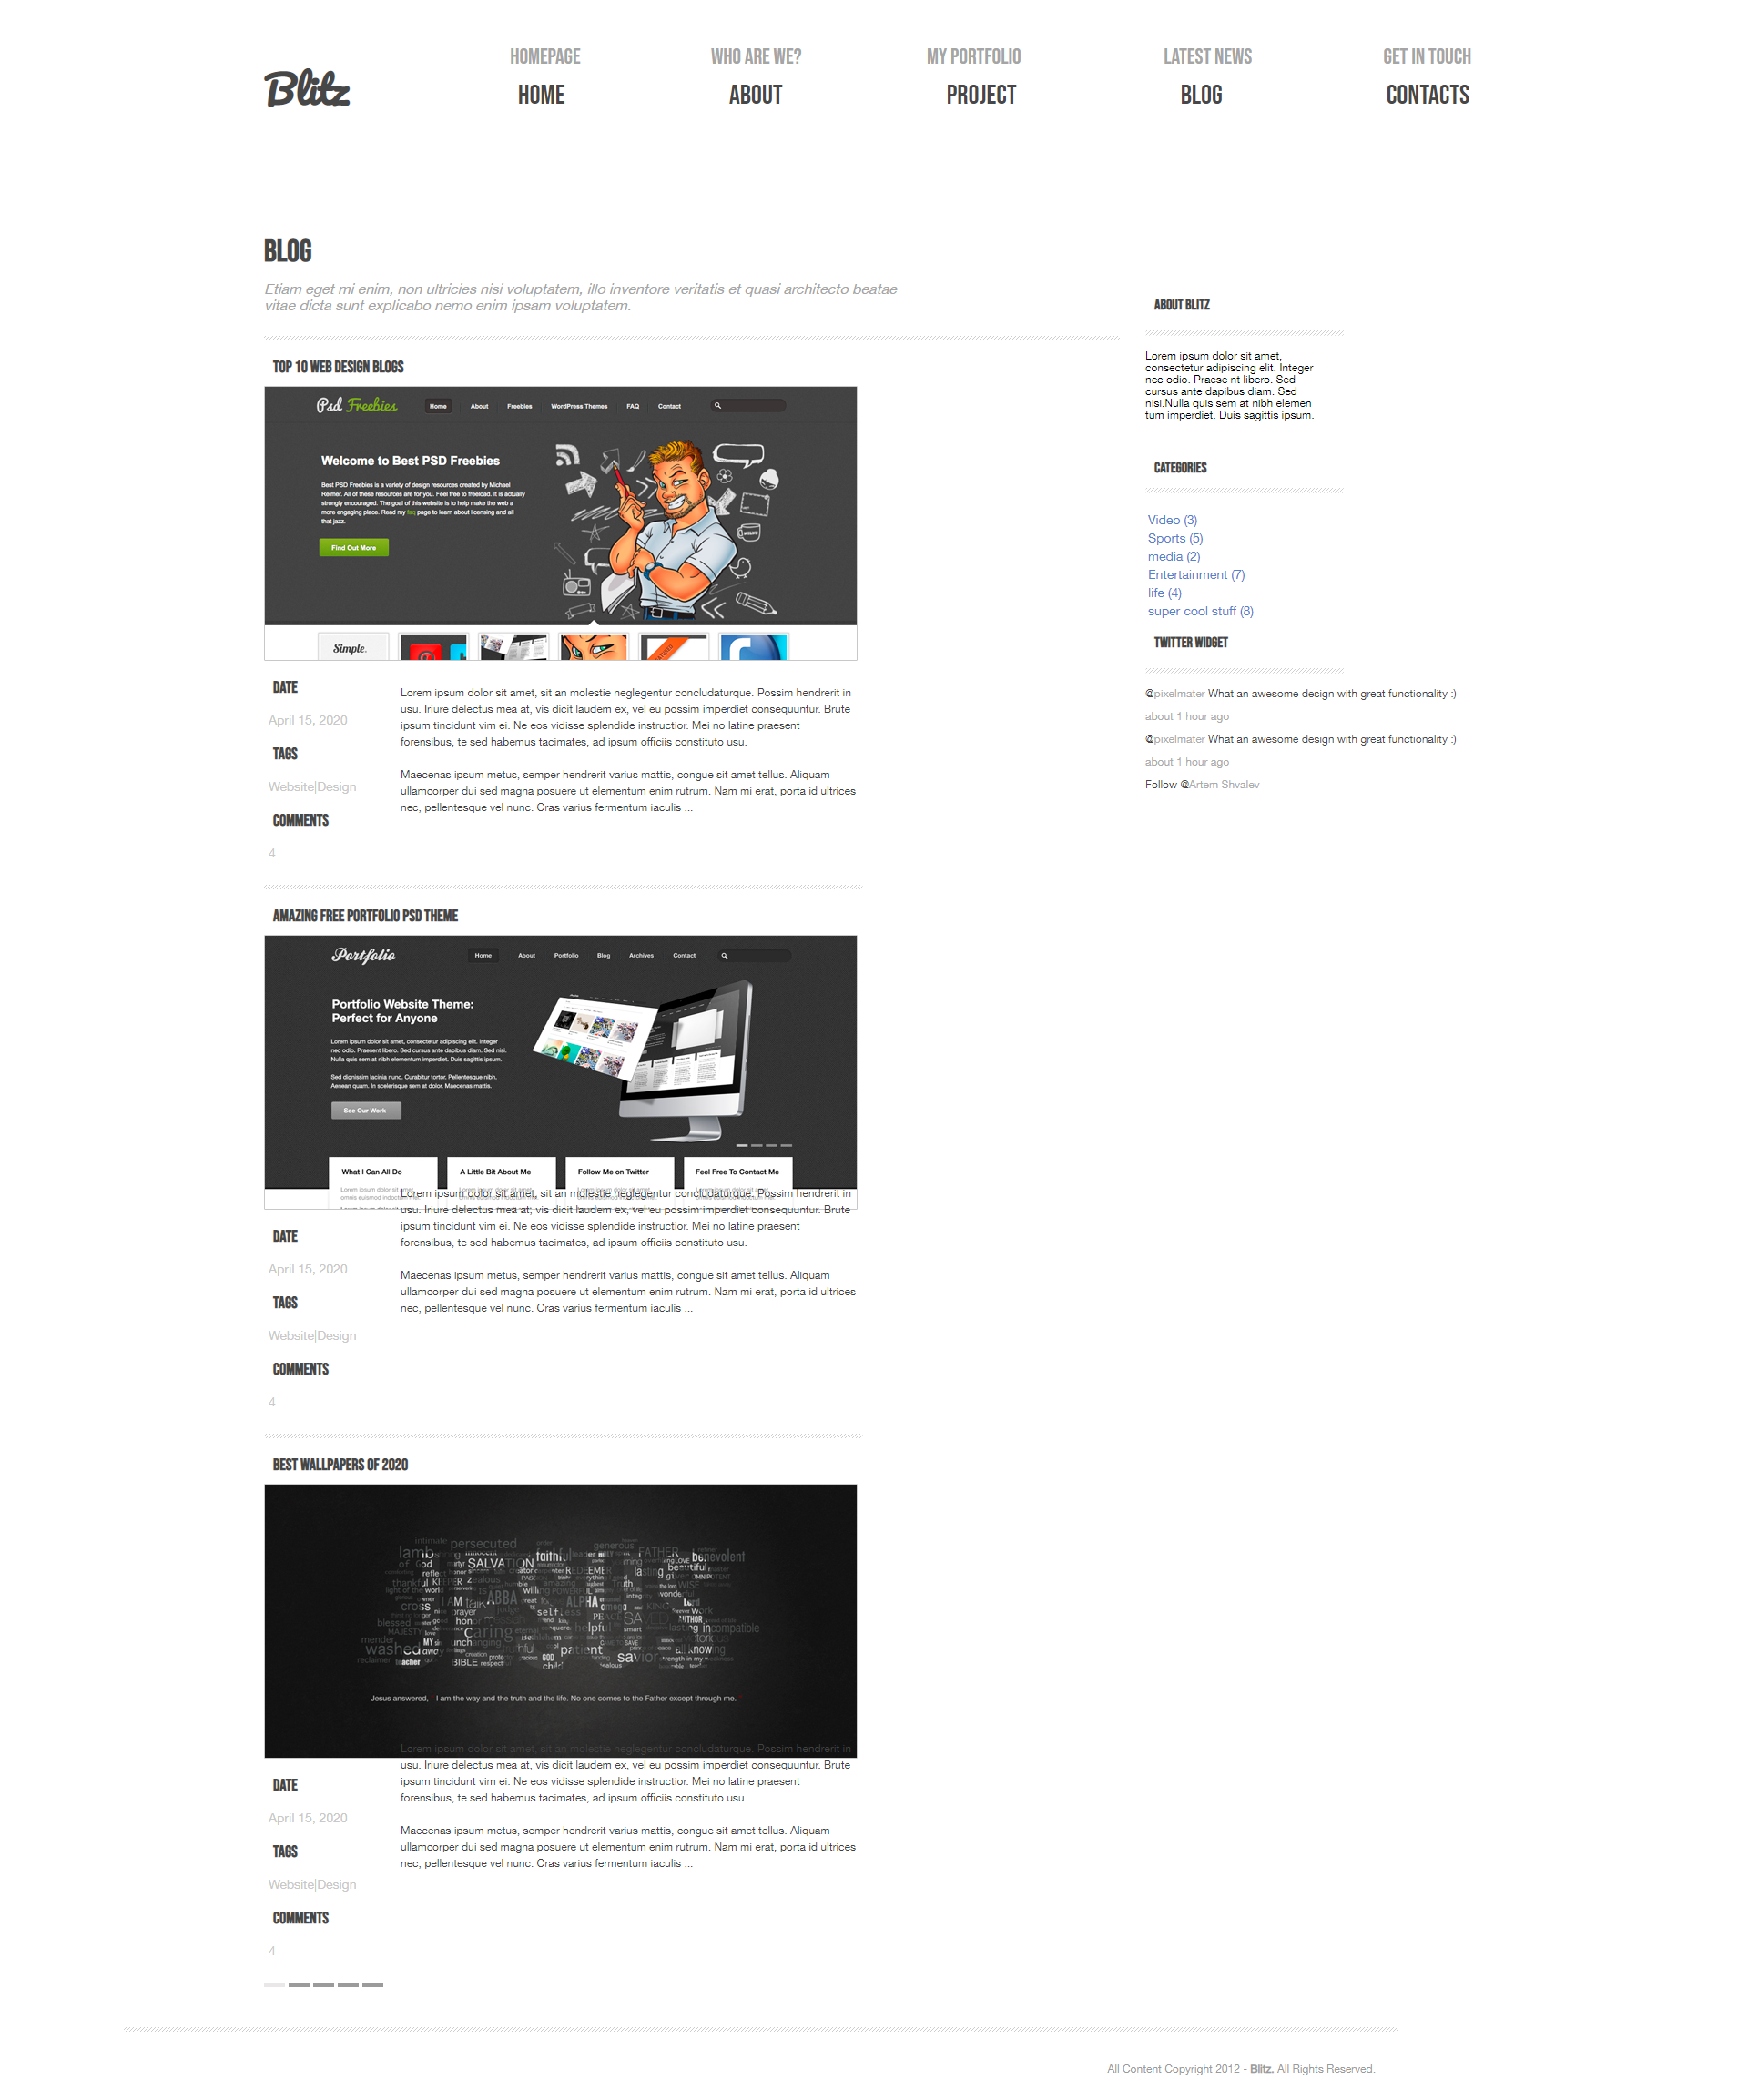 Blitz
HOMEPAGE
HOME
WHO ARE WE?
ABOUT
MY PORTFOLIO
PROJECT
LATEST NEWS
BLOG
GET IN TOUCH
CONTACTS
BLOG
Etiam eget mi enim, non ultricies nisi voluptatem, illo inventore veritatis et quasi architecto beatae
vitae dicta sunt explicabo nemo enim ipsam voluptatem.
TOP 10 WEB DESIGN BLOGS
Psd Freebies
Home About Freebies WordPress Themes FAQ Contact
Welcome to Best PSD Freebies
Best PSD Freebies is a variety of design resources created by Michael
Reimer. All of these resources are for you. Feel free to freeload. It is actually
strongly encouraged. The goal of this website is to help make the web a
more engaging place. Read my faq page to learn about licensing and all
that jazz.
Find Out More
Simple.
DATE
April 15, 2020
TAGS
Website|Design
COMMENTS
4
Lorem ipsum dolor sit amet, sit an molestie neglegentur concludaturque. Possim hendrerit in
usu. Iriure delectus mea at, vis dicit laudem ex, vel eu possim imperdiet consequuntur. Brute
ipsum tincidunt vim ei. Ne eos vidisse splendide instructior. Mei no latine praesent
forensibus, te sed habemus tacimates, ad ipsum officiis constituto usu.
Maecenas ipsum metus, semper hendrerit varius mattis, congue sit amet tellus. Aliquam
ullamcorper dui sed magna posuere ut elementum enim rutrum. Nam mi erat, porta id ultrices
nec, pellentesque vel nunc. Cras varius fermentum iaculis ...
AMAZING FREE PORTFOLIO PSD THEME
Portfolio
Home About Portfolio Blog Archives Contact
Portfolio Website Theme:
Perfect for Anyone
Lorem ipsum dolor sit amet, consectetur adipiscing elit. Integer
nec odio. Praesent libero. Sed cursus ante dapibus diam. Sed nisi.
Nulla quis sem at nibh elementum imperdiet. Duis sagittis ipsum.
Sed dignissim lacinia nunc. Curabitur tortor. Pellentesque nibh.
Aenean quam. In scelerisque sem at dolor. Maecenas mattis.
See Our Work
What I Can All Do
A Little Bit About Me
Follow Me on Twitter
Feel Free To Contact Me
DATE
April 15, 2020
TAGS
Website|Design
COMMENTS
4
Lorem ipsum dolor sit amet, sit an molestie neglegentur concludaturque. Possim hendrerit in
usu. Iriure delectus mea at, vis dicit laudem ex, vel eu possim imperdiet consequuntur. Brute
ipsum tincidunt vim ei. Ne eos vidisse splendide instructior. Mei no latine praesent
forensibus, te sed habemus tacimates, ad ipsum officiis constituto usu.
Maecenas ipsum metus, semper hendrerit varius mattis, congue sit amet tellus. Aliquam
ullamcorper dui sed magna posuere ut elementum enim rutrum. Nam mi erat, porta id ultrices
nec, pellentesque vel nunc. Cras varius fermentum iaculis ...
BEST WALLPAPERS OF 2020
intimate persecuted generous FATHER
lamb SALVATION faithful benevolent
of God REDEEMER lasting beautiful
thankful KEEPER zealous
light of the world I AM ABBA willing POWERFUL ALPHA
cross prayer selfless PEACE SAVED AUTHOR
blessed honor caring helpful smart lasting incompatible
MAJESTY
washed away patient savior all knowing
reclaimer teacher BIBLE respect GOD child
Jesus answered, I am the way and the truth and the life. No one comes to the Father except through me.
DATE
April 15, 2020
TAGS
Website|Design
COMMENTS
4
Lorem ipsum dolor sit amet, sit an molestie neglegentur concludaturque. Possim hendrerit in
usu. Iriure delectus mea at, vis dicit laudem ex, vel eu possim imperdiet consequuntur. Brute
ipsum tincidunt vim ei. Ne eos vidisse splendide instructior. Mei no latine praesent
forensibus, te sed habemus tacimates, ad ipsum officiis constituto usu.
Maecenas ipsum metus, semper hendrerit varius mattis, congue sit amet tellus. Aliquam
ullamcorper dui sed magna posuere ut elementum enim rutrum. Nam mi erat, porta id ultrices
nec, pellentesque vel nunc. Cras varius fermentum iaculis ...
ABOUT BLITZ
Lorem ipsum dolor sit amet,
consectetur adipiscing elit. Integer
nec odio. Praese nt libero. Sed
cursus ante dapibus diam. Sed
nisi.Nulla quis sem at nibh elemen
tum imperdiet. Duis sagittis ipsum.
CATEGORIES
Video (3)
Sports (5)
media (2)
Entertainment (7)
life (4)
super cool stuff (8)
TWITTER WIDGET
@pixelmater What an awesome design with great functionality :)
about 1 hour ago
@pixelmater What an awesome design with great functionality :)
about 1 hour ago
Follow @Artem Shvalev
All Content Copyright 2012 - Blitz. All Rights Reserved.